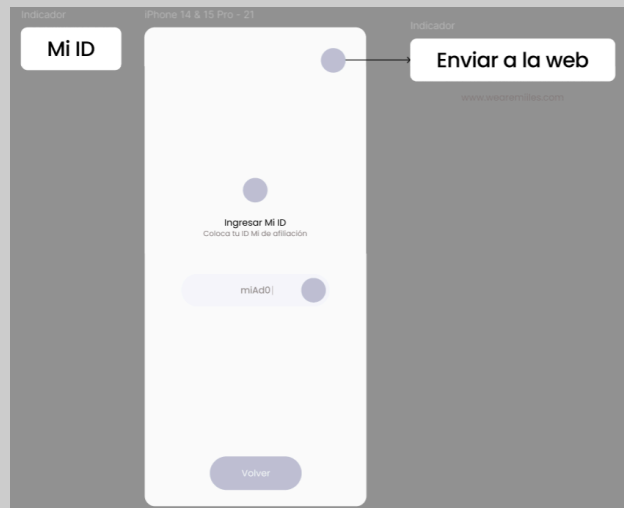 Indicador
Mi ID
iPhone 14 & 15 Pro - 21
Indicador
Enviar a la web
Ingresar Mi ID
Coloca tu ID Mi de afiliación
miAd0|
Volver